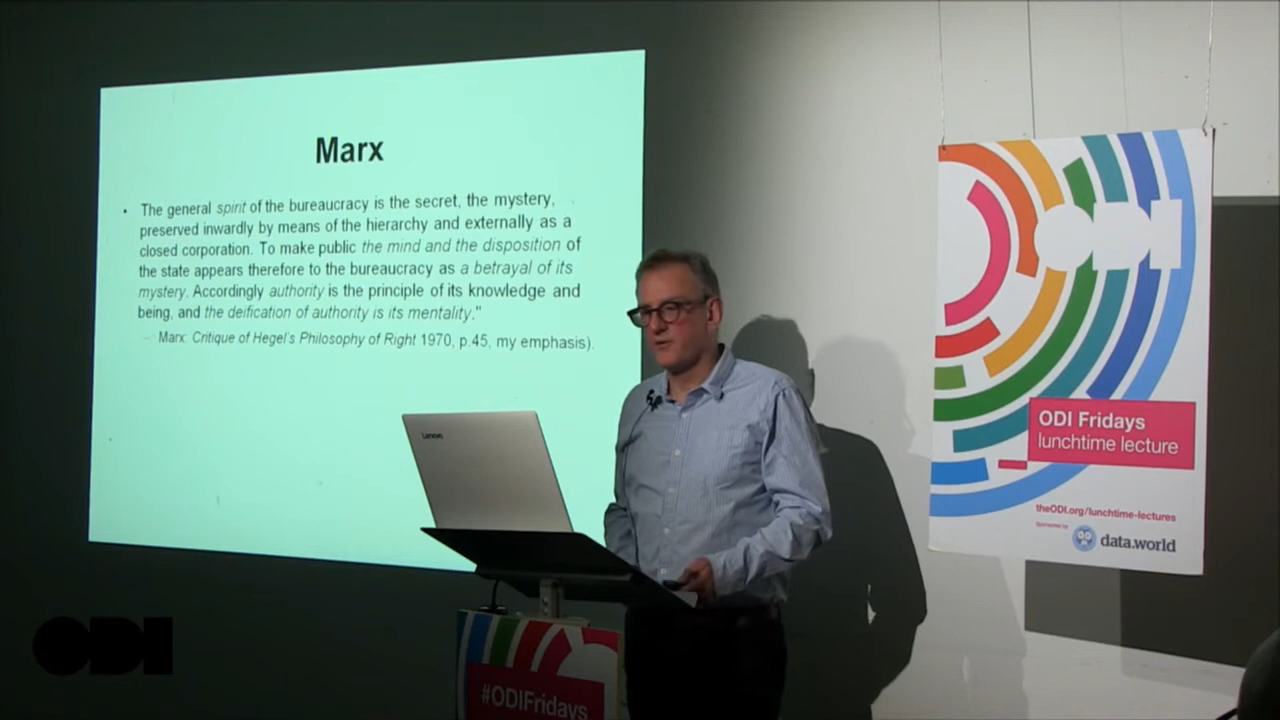 Marx
• The general spirit of the bureaucracy is the secret, the mystery,
preserved inwardly by means of the hierarchy and externally as a
closed corporation. To make public the mind and the disposition of
the state appears therefore to the bureaucracy as a betrayal of its
mystery. Accordingly authority is the principle of its knowledge and
being, and the deification of authority is its mentality."
– Marx: Critique of Hegel's Philosophy of Right 1970, p.45, my emphasis).
Lenovo
#ODIFridays
ODI
ODI Fridays
lunchtime lecture
theODI.org/lunchtime-lectures
Sponsored by
data.world
ODI